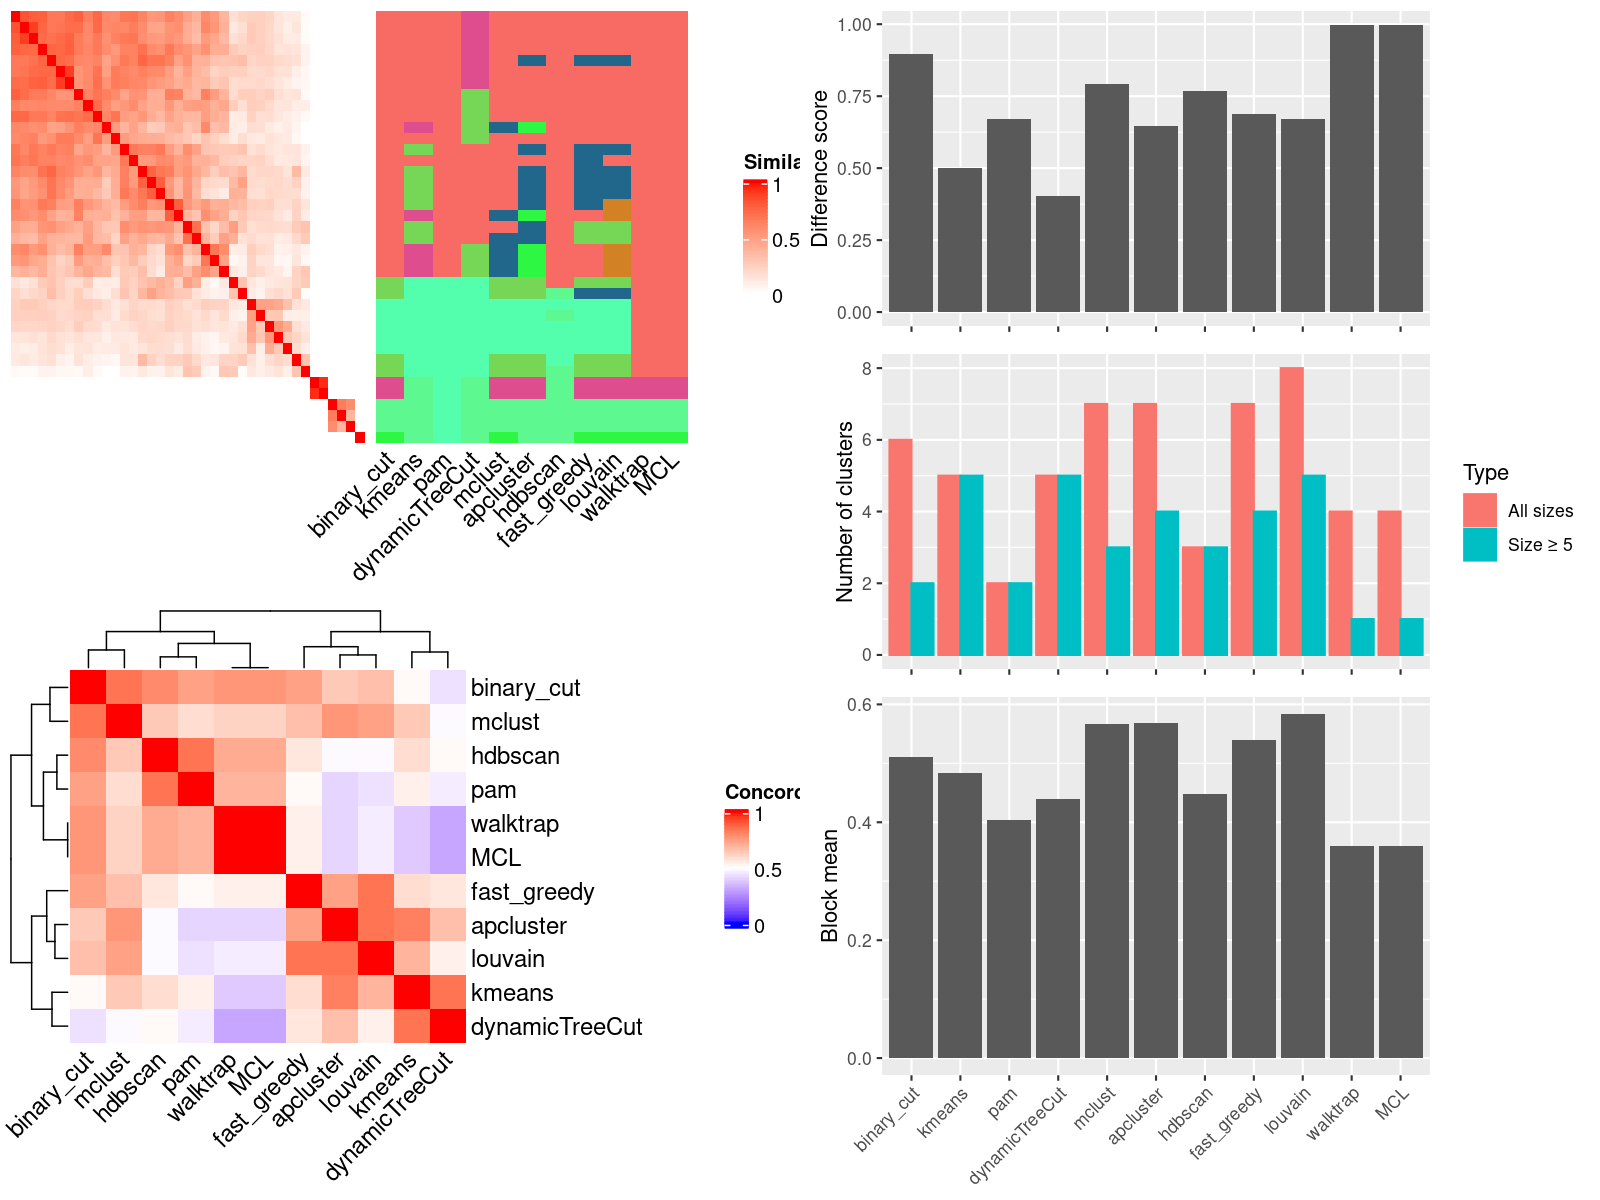 Simila
1
0.5
0
binary_cut
kmeans
pam
dynamicTreeCut
mclust
apcluster
hdbscan
fast_greedy
louvain
walktrap
MCL
binary_cut
mclust
hdbscan
pam
walktrap
MCL
fast_greedy
apcluster
louvain
kmeans
dynamicTreeCut
binary_cut
mclust
hdbscan
pam
walktrap
MCL
fast_greedy
apcluster
louvain
kmeans
dynamicTreeCut
Concord
1
0.5
0
Difference score
1.00
0.75
0.50
0.25
0.00
Number of clusters
8
6
4
2
0
Type
All sizes
Size ≥ 5
Block mean
0.6
0.4
0.2
0.0
binary_cut
kmeans
pam
dynamicTreeCut
mclust
apcluster
hdbscan
fast_greedy
louvain
walktrap
MCL